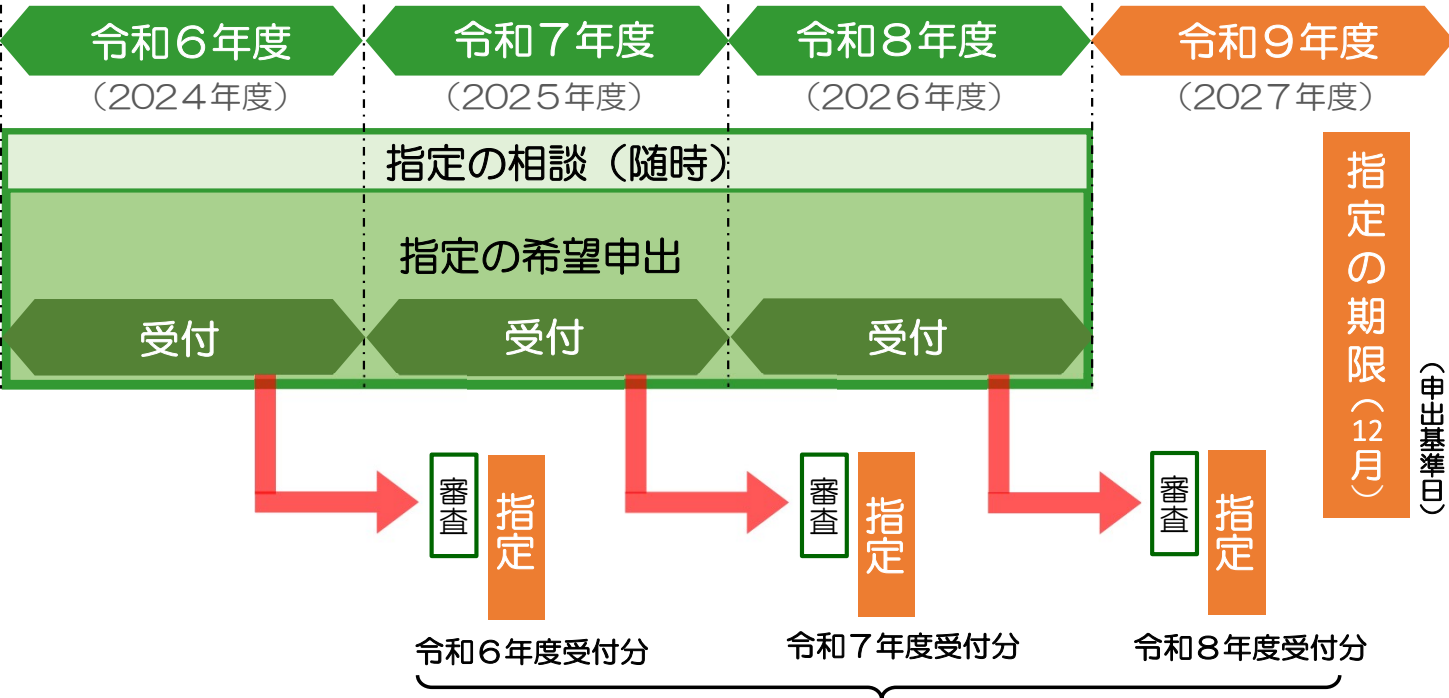 令和６年度
令和７年度
令和８年度
令和９年度
（2024年度）
（2025年度）
（2026年度）
（2027年度）
指定の相談（随時）
指定の希望申出
受付
受付
受付
指定の期限（12月）
（申出基準日）
審査
指定
審査
指定
審査
指定
令和６年度受付分
令和７年度受付分
令和８年度受付分